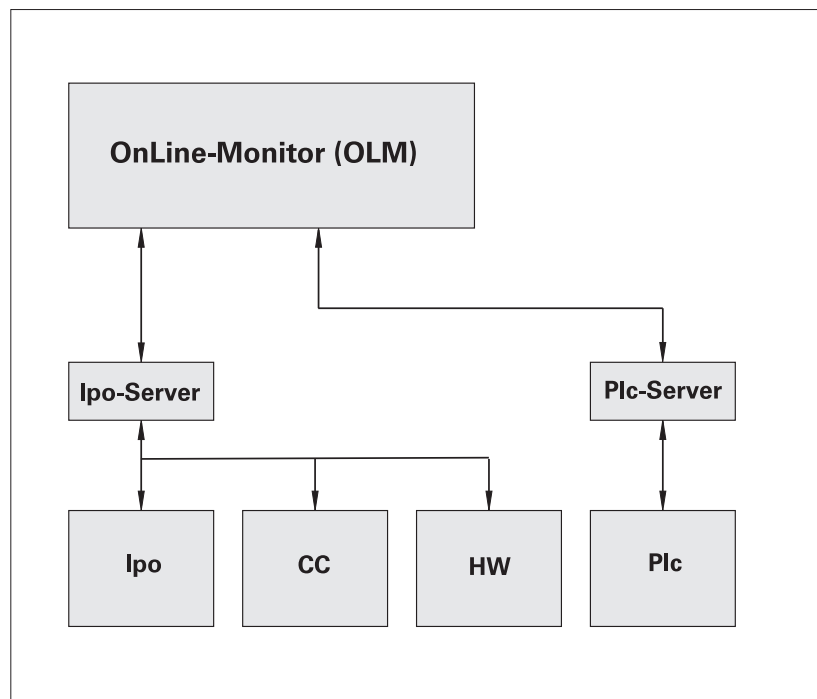 OnLine-Monitor (OLM)
Ipo-Server
Plc-Server
Ipo
CC
HW
Plc